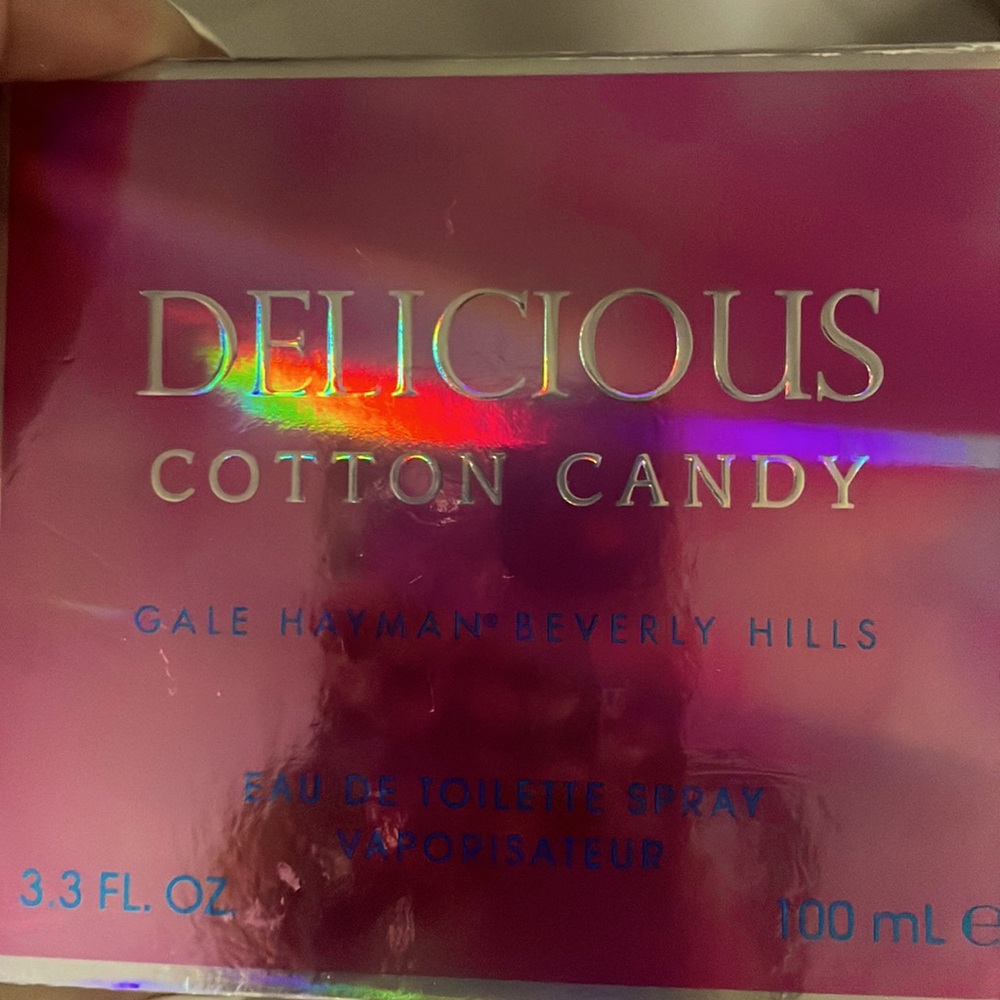 DELICIOUS
COTTON CANDY
GALE HAYMAN® BEVERLY HILLS
EAU DE TOILETTE SPRAY
VAPORISATEUR
3.3 FL. OZ.
100 mL ℮